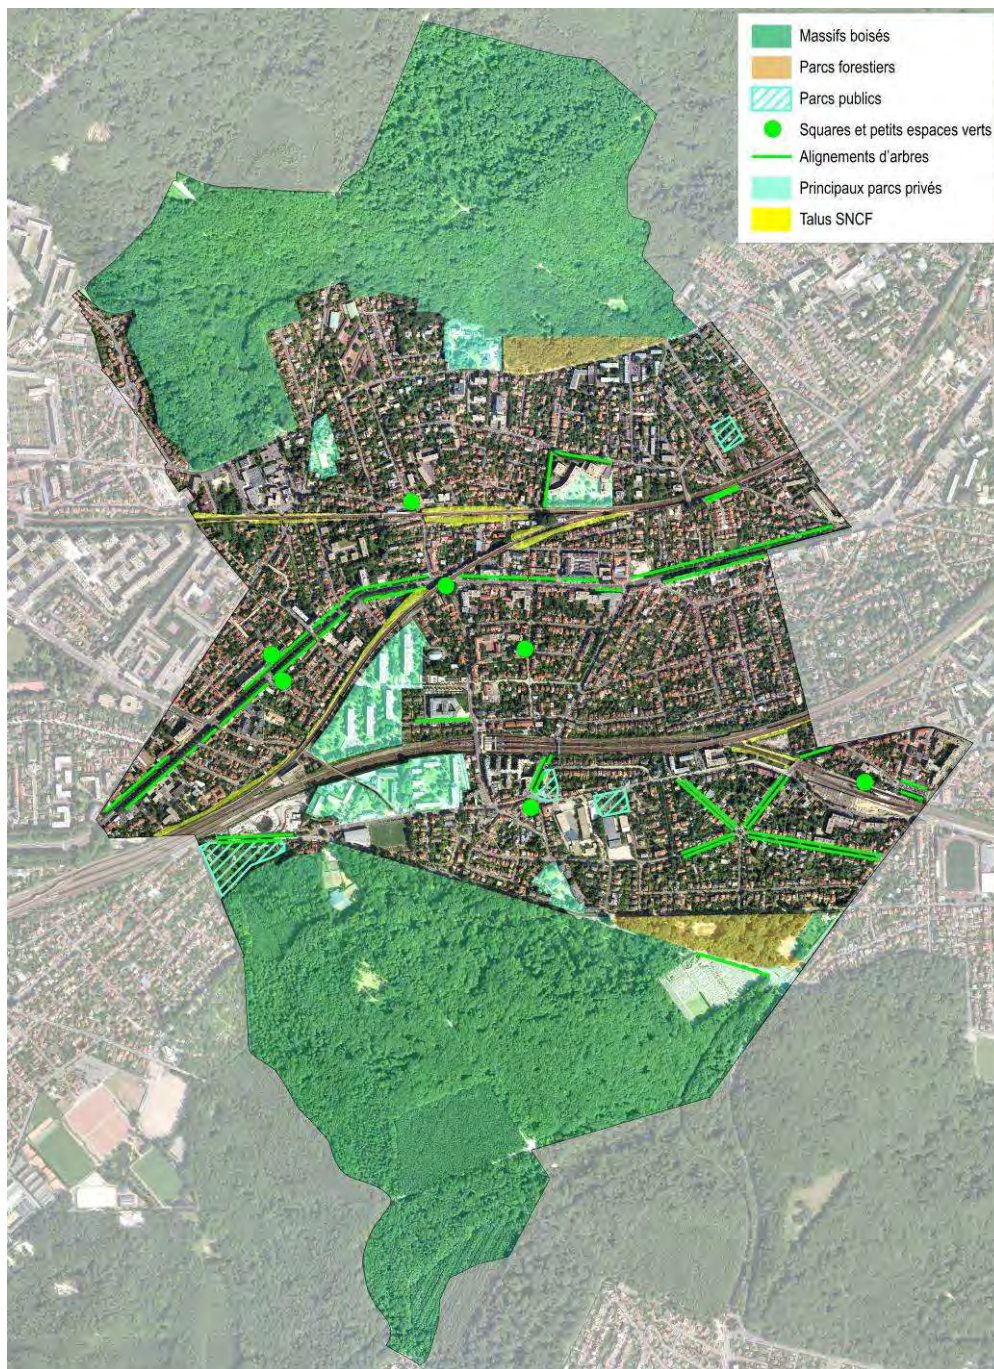 Massifs boisés
Parcs forestiers
Parcs publics
Squares et petits espaces verts
Alignements d'arbres
Principaux parcs privés
Talus SNCF